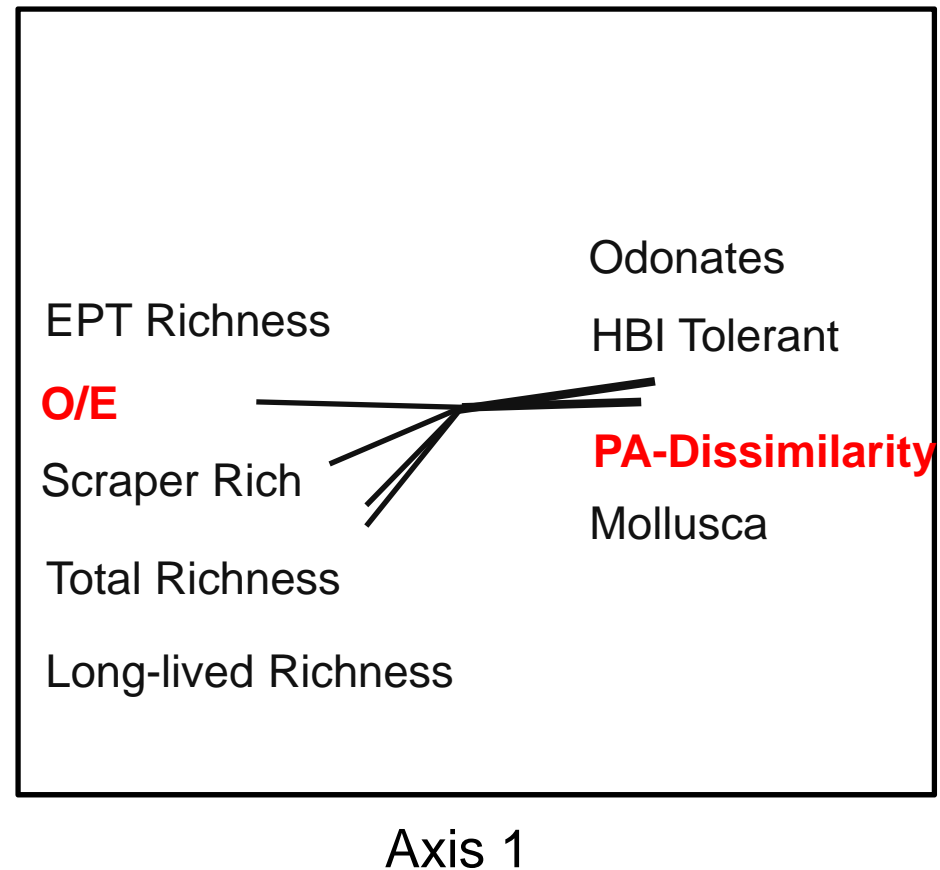 Odonates
EPT Richness
HBI Tolerant
O/E
PA-Dissimilarity
Scraper Rich
Mollusca
Total Richness
Long-lived Richness
Axis 1